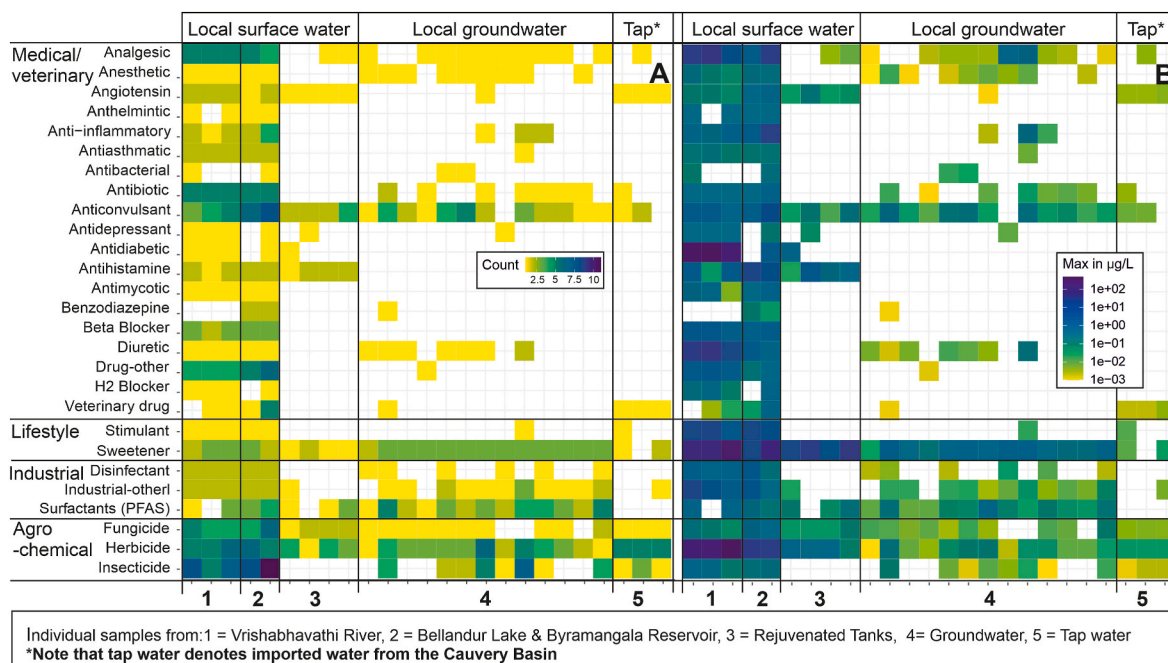 Local surface water Local groundwater Tap* Local surface water Local groundwater Tap*
Medical/
veterinary
Analgesic
Anesthetic
Angiotensin
Anthelmintic
Anti-inflammatory
Antiasthmatic
Antibacterial
Antibiotic
Anticonvulsant
Antidepressant
Antidiabetic
Antihistamine
Antimycotic
Benzodiazepine
Beta Blocker
Diuretic
Drug-other
H2 Blocker
Veterinary drug
Lifestyle
Stimulant
Sweetener
Industrial
Disinfectant
Industrial-otherI
Surfactants (PFAS)
Agro
-chemical
Fungicide
Herbicide
Insecticide
A
B
Count
2.5 5 7.5 10
Max in µg/L
1e+02
1e+01
1e+00
1e-01
1e-02
1e-03
1 2 3 4 5 1 2 3 4 5
Individual samples from:1 = Vrishabhavathi River, 2 = Bellandur Lake & Byramangala Reservoir, 3 = Rejuvenated Tanks, 4= Groundwater, 5 = Tap water
*Note that tap water denotes imported water from the Cauvery Basin